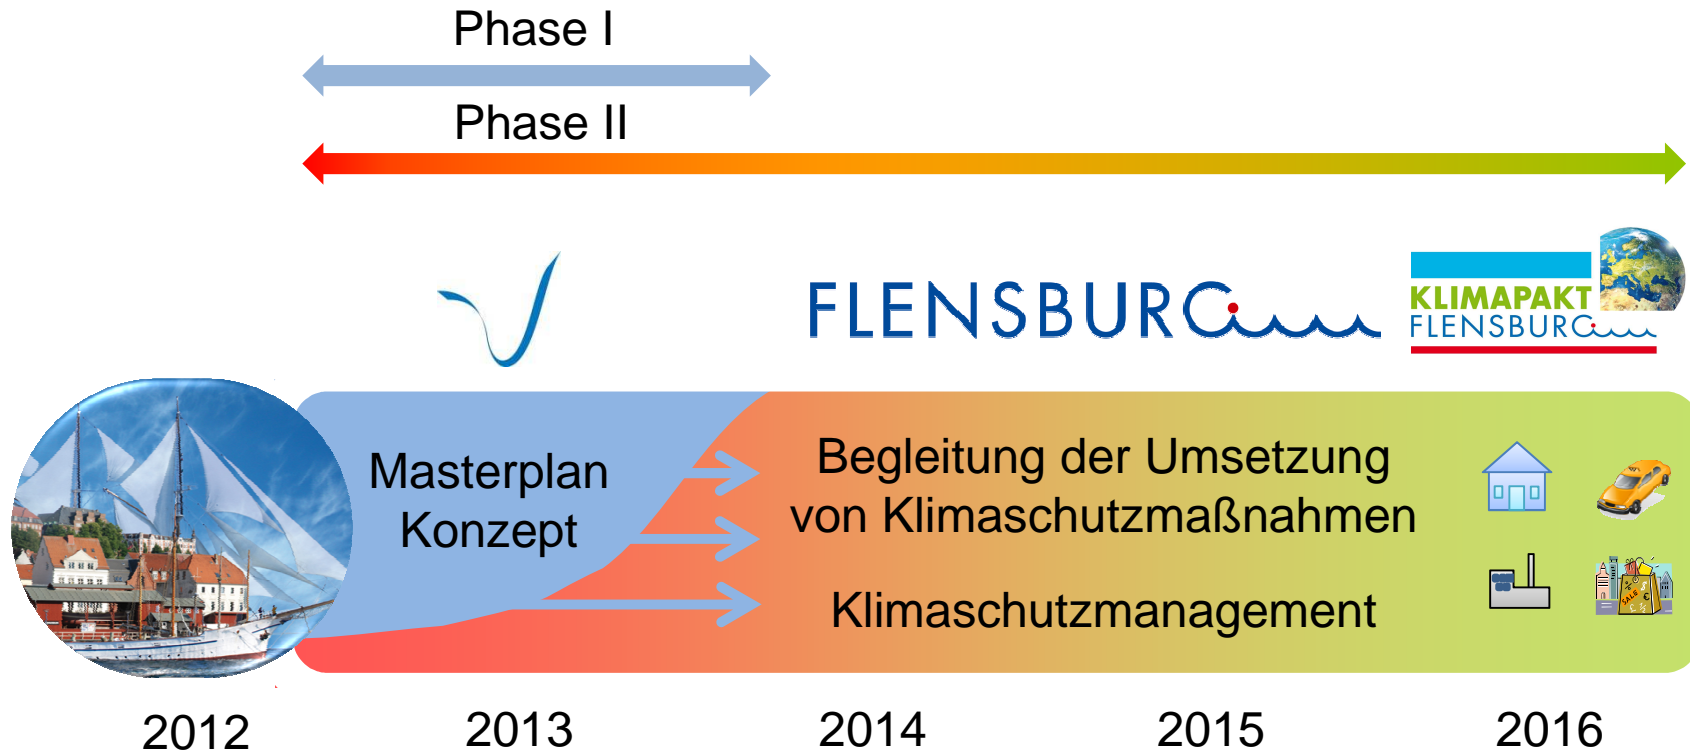 Phase I
Phase II
FLENSBURG
KLIMAPAKT
FLENSBURG
Masterplan
Konzept
Begleitung der Umsetzung
von Klimaschutzmaßnahmen
Klimaschutzmanagement
SALE
2012
2013
2014
2015
2016